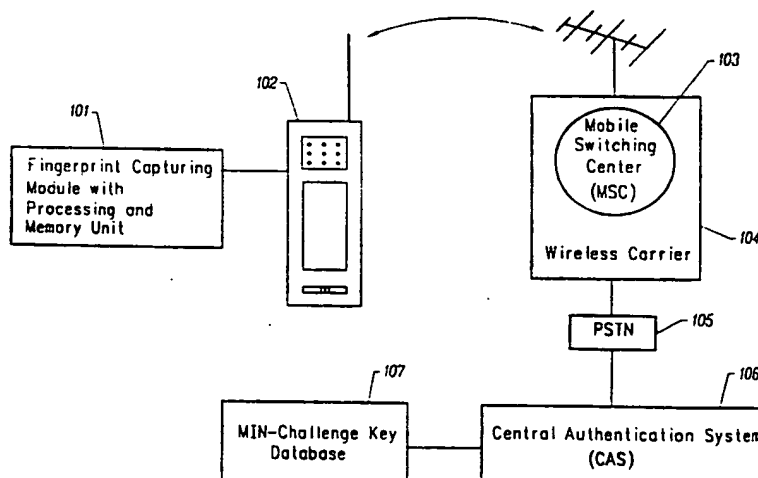 103
102
101
Mobile
Switching
Center
(MSC)
Fingerprint Capturing
Module with
Processing and
Memory Unit
104
Wireless Carrier
PSTN
105
107
106
MIN-Challenge Key
Database
Central Authentication System
(CAS)